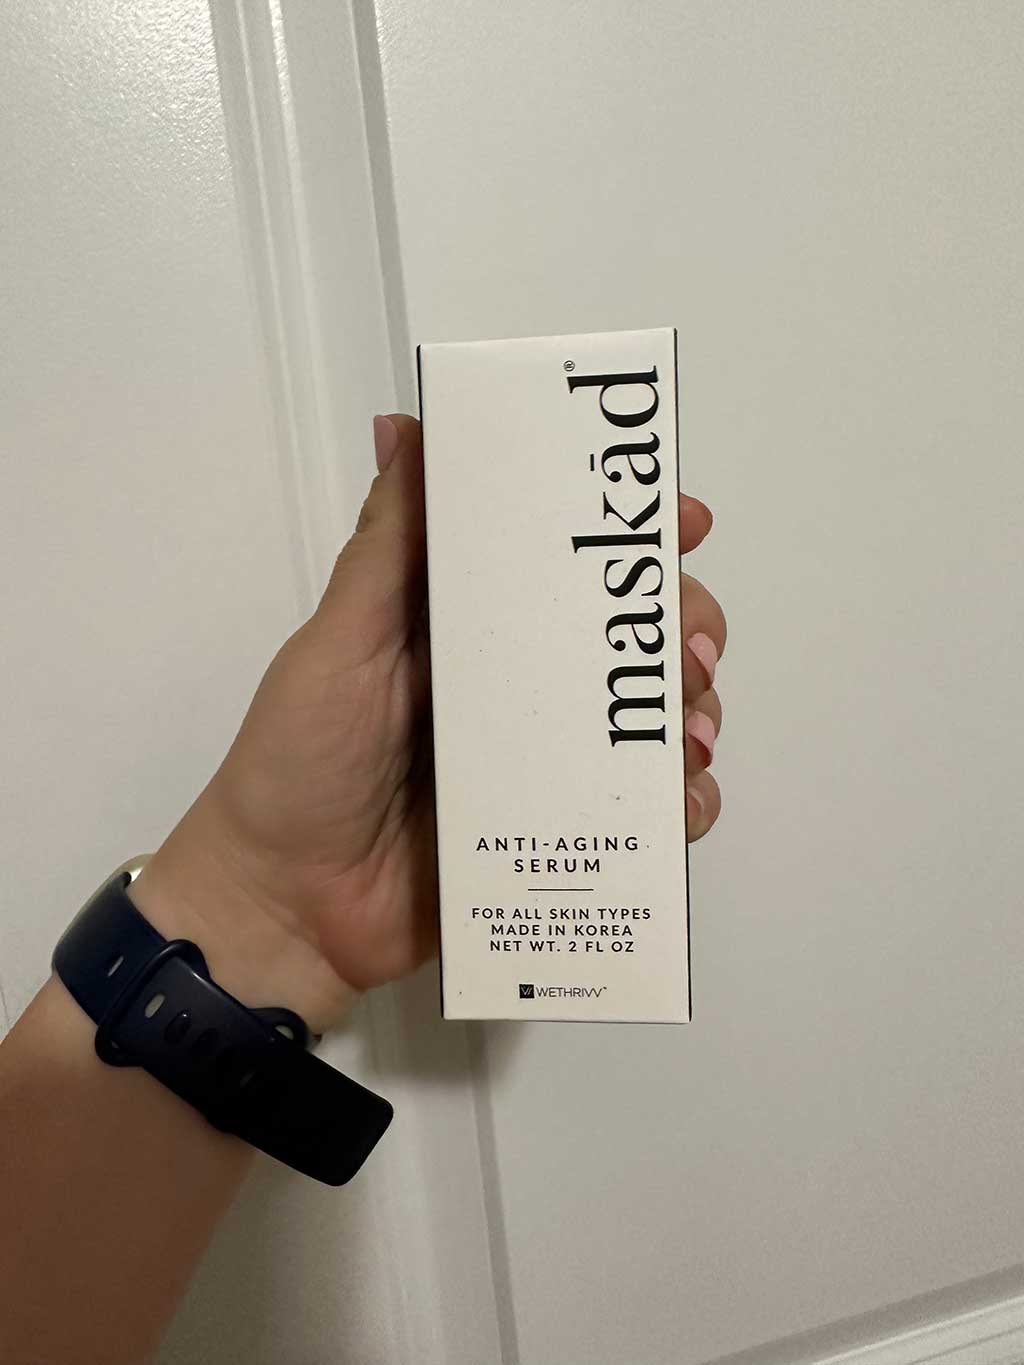 maskād®
ANTI-AGING
SERUM
FOR ALL SKIN TYPES
MADE IN KOREA
NET WT. 2 FL OZ
WETHRIVV™